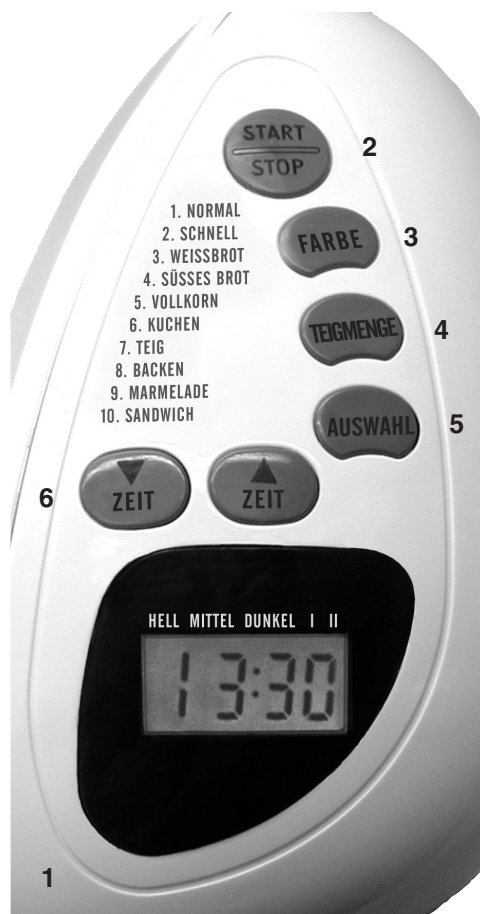 START
STOP
2
1. NORMAL
2. SCHNELL
3. WEISSBROT
4. SÜSSES BROT
5. VOLLKORN
6. KUCHEN
7. TEIG
8. BACKEN
9. MARMELADE
10. SANDWICH
FARBE
3
TEIGMENGE
4
AUSWAHL
5
6
ZEIT
ZEIT
HELL MITTEL DUNKEL I II
1 3:30
1